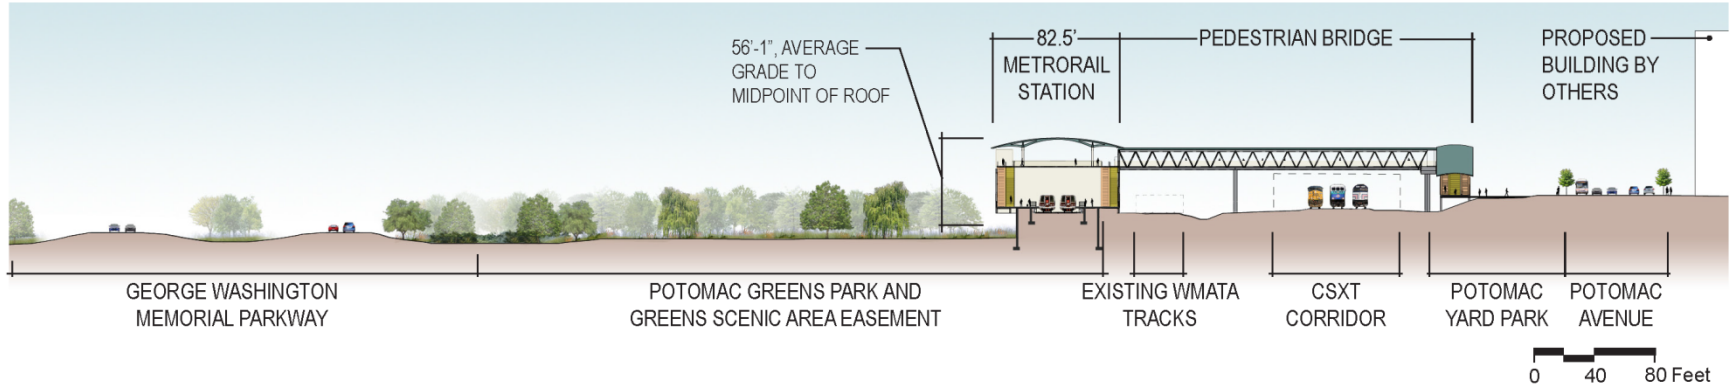 56'-1", AVERAGE
GRADE TO
MIDPOINT OF ROOF
82.5'
METRORAIL
STATION
PEDESTRIAN BRIDGE
PROPOSED
BUILDING BY
OTHERS
GEORGE WASHINGTON
MEMORIAL PARKWAY
POTOMAC GREENS PARK AND
GREENS SCENIC AREA EASEMENT
EXISTING WMATA
TRACKS
CSXT
CORRIDOR
POTOMAC
YARD PARK
POTOMAC
AVENUE
0 40 80 Feet